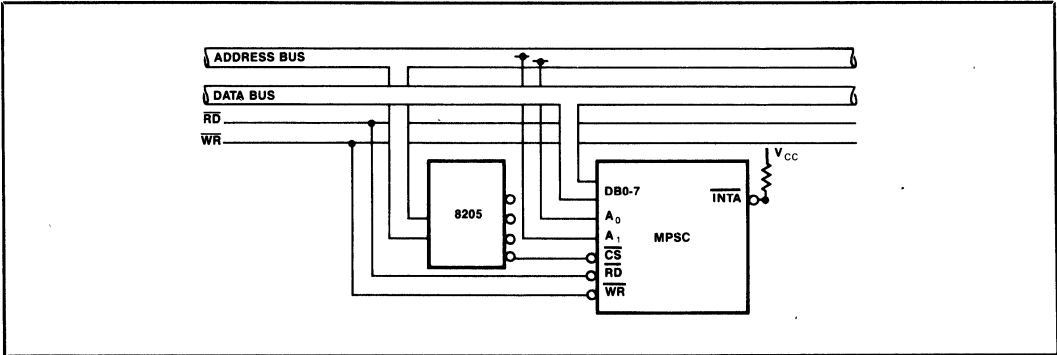 ADDRESS BUS
DATA BUS
RD
WR
VCC
8205
DB0-7
INTA
A0
A1
MPSC
CS
RD
WR